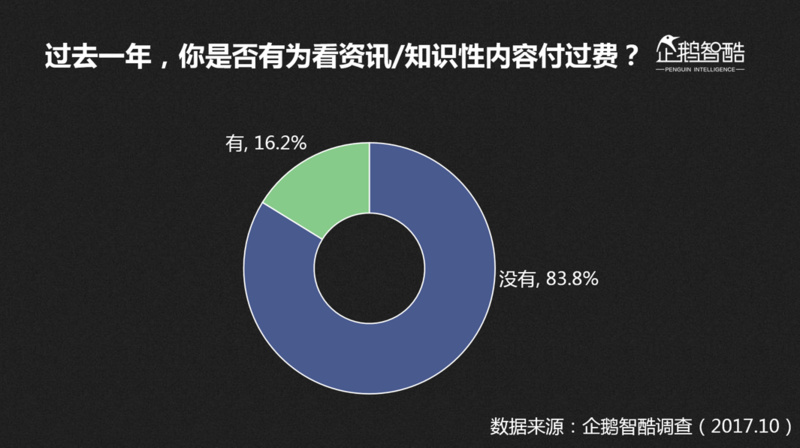 过去一年，你是否有为看资讯/知识性内容付过费？
企鹅智酷
PENGUIN INTELLIGENCE
有, 16.2%
没有, 83.8%
数据来源：企鹅智酷调查（2017.10）